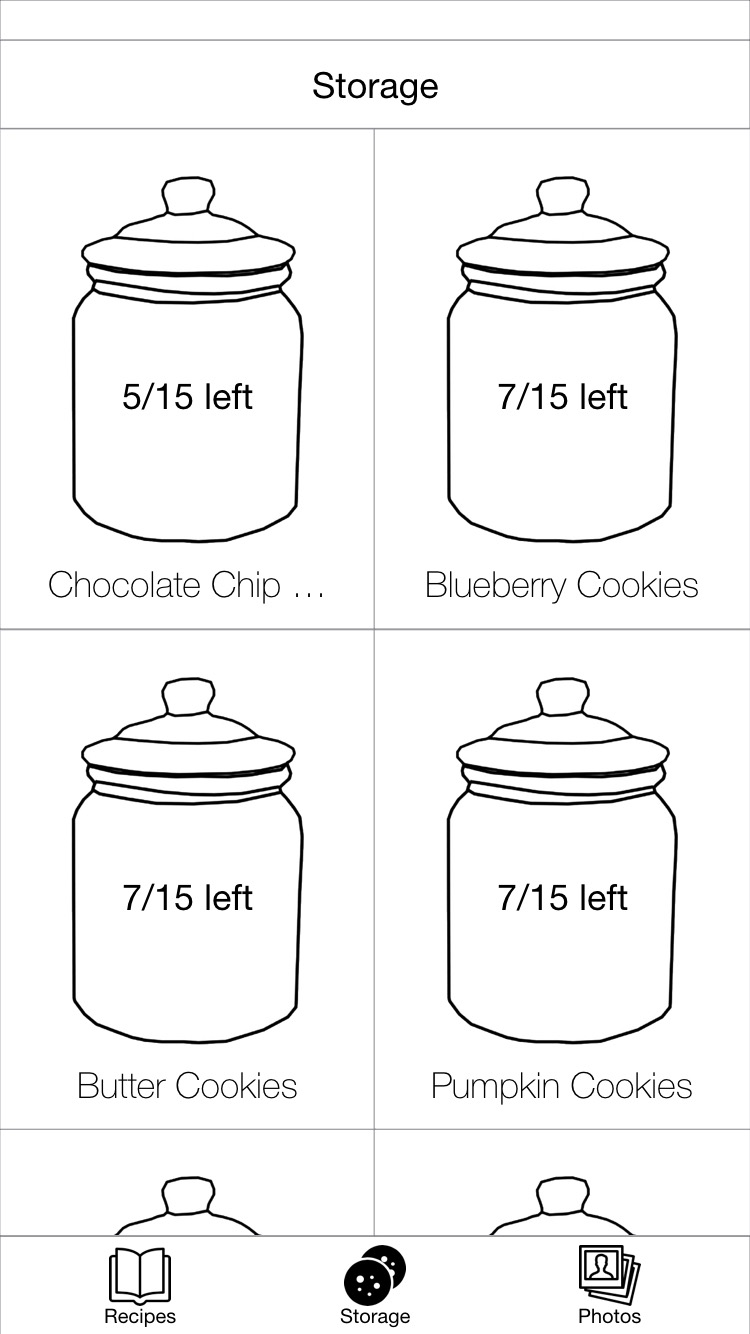 Storage
5/15 left
7/15 left
Chocolate Chip …
Blueberry Cookies
7/15 left
7/15 left
Butter Cookies
Pumpkin Cookies
Recipes
Storage
Photos